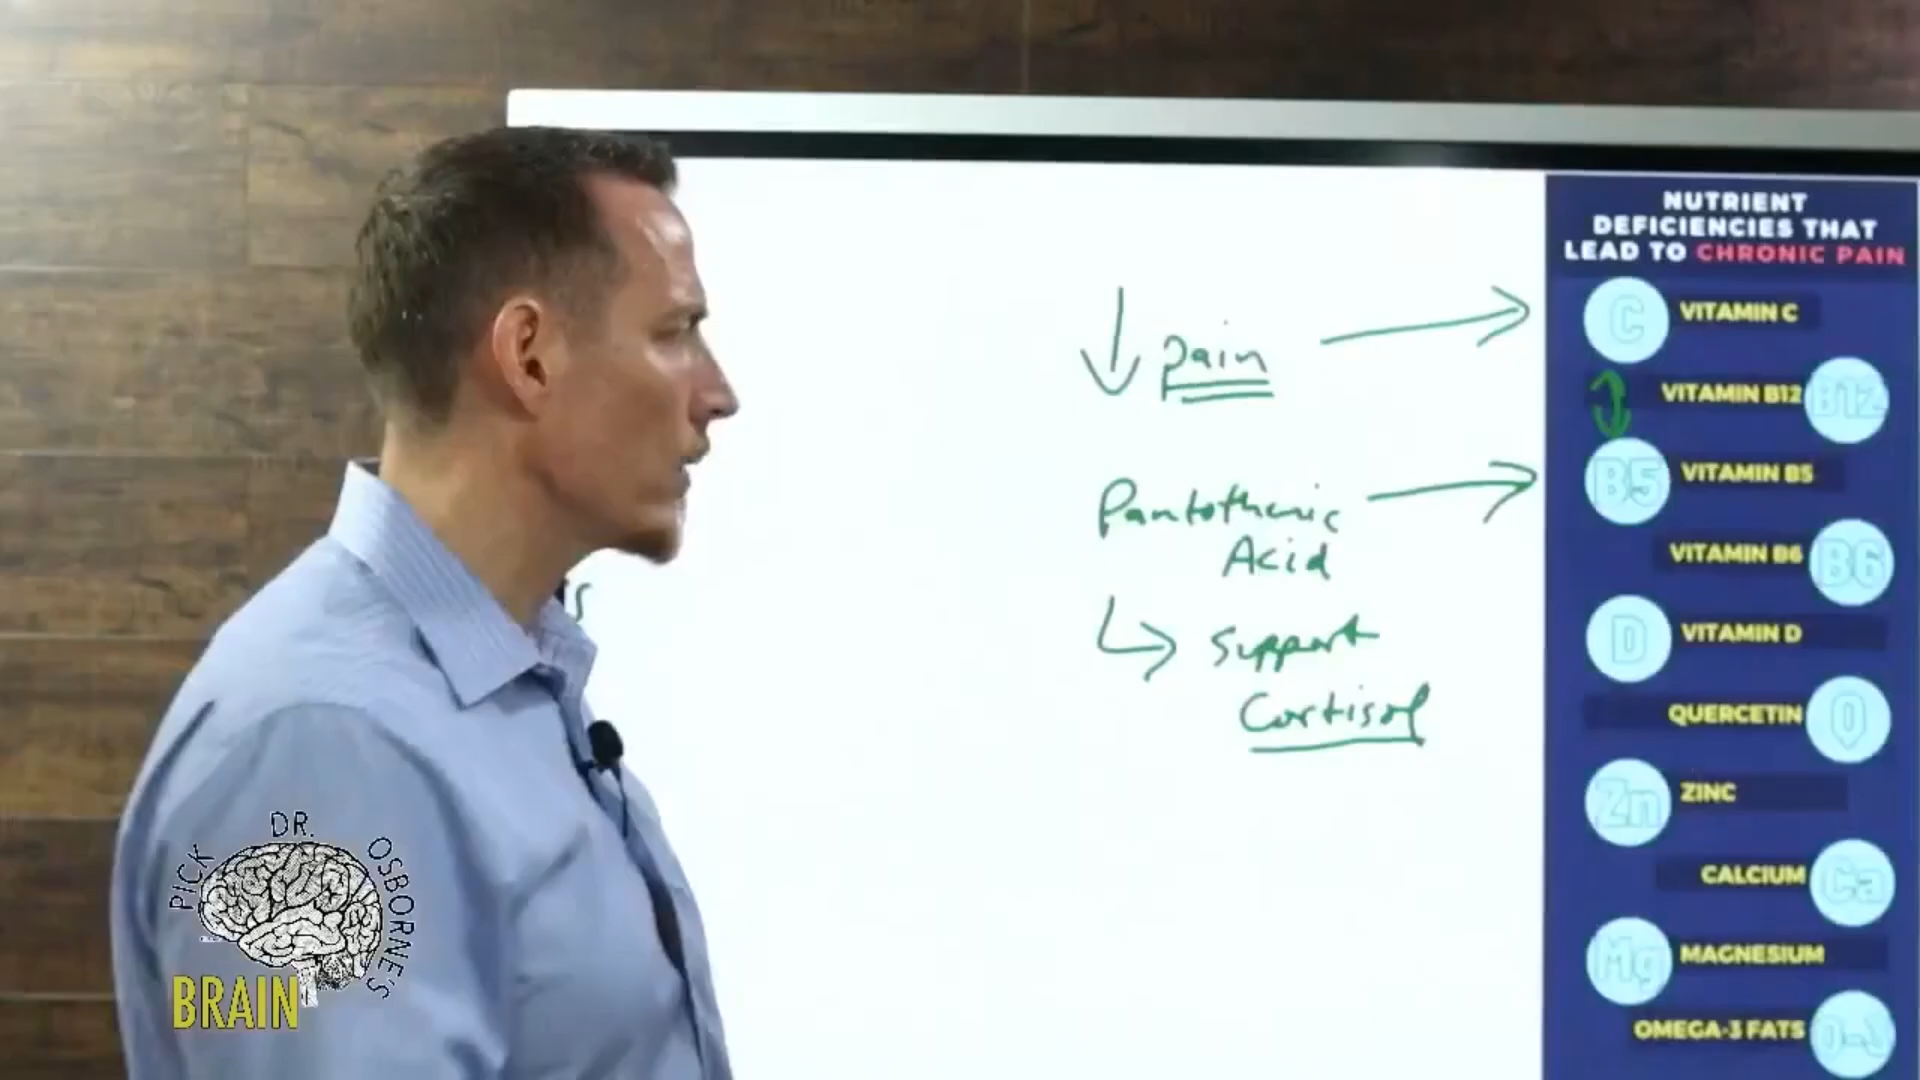 NUTRIENT
DEFICIENCIES THAT
LEAD TO CHRONIC PAIN
C VITAMIN C
VITAMIN B12 B12
B5 VITAMIN B5
VITAMIN B6 B6
D VITAMIN D
QUERCETIN Q
Zn ZINC
CALCIUM Ca
Mg MAGNESIUM
OMEGA-3 FATS O-3
pain
Pantothenic
Acid
Support
Cortisol
PICK DR. OSBORNE'S
BRAIN